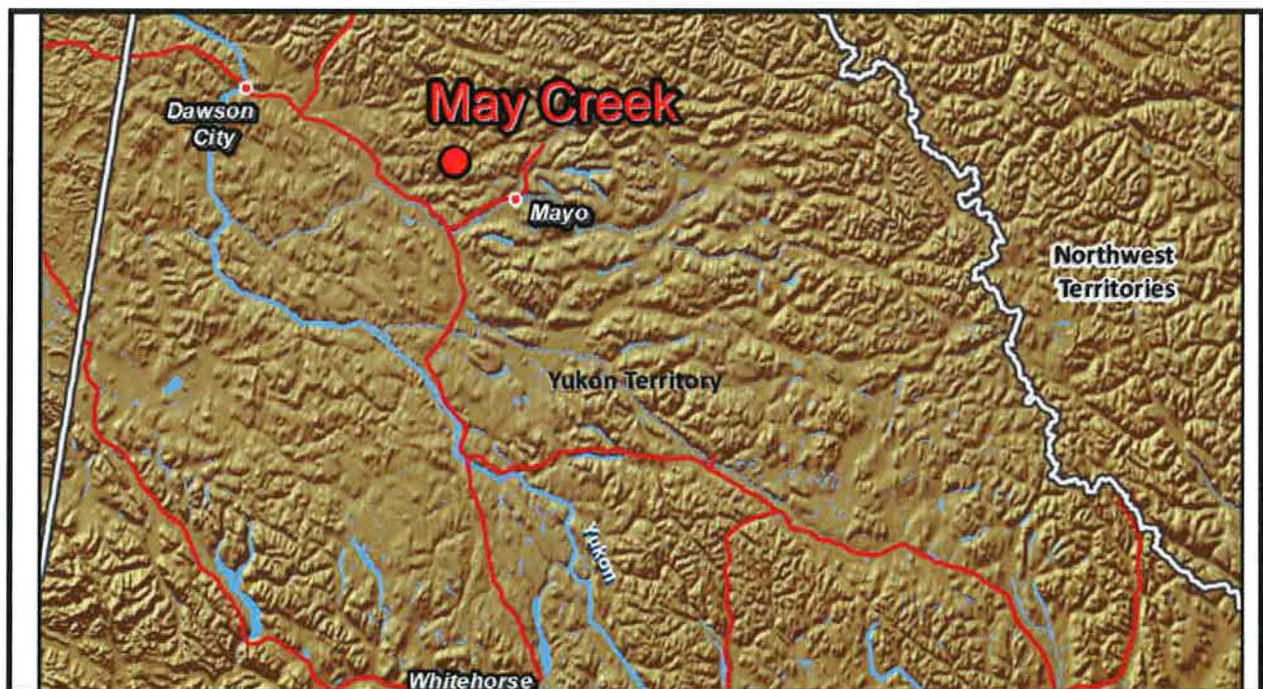 Dawson
City
May Creek
Mayo
Northwest
Territories
Yukon Territory
Yukon
Whitehorse